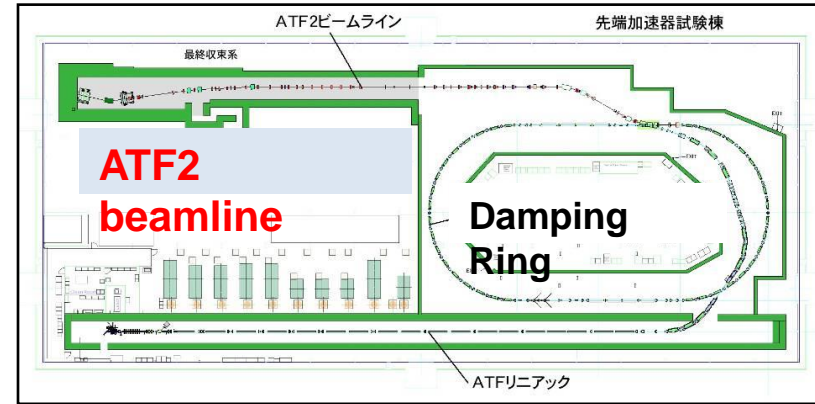 ATF2ビームライン
先端加速器試験棟
最終収束系
ATF2
beamline
Damping
Ring
ATFリニアック